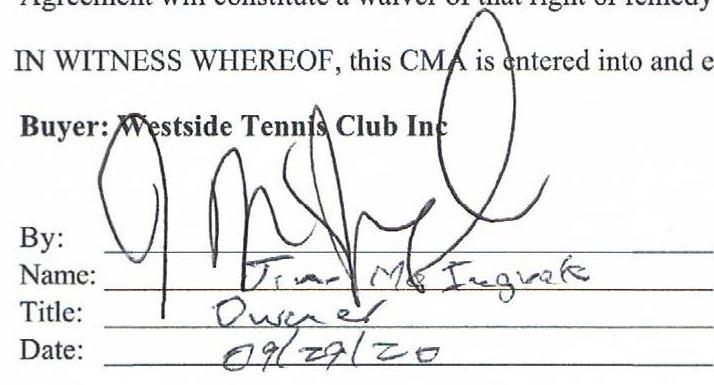 Agreement will constitute a waiver of that right or remedy
IN WITNESS WHEREOF, this CMA is entered into and e
Buyer: Westside Tennis Club Inc
By:
Name: Jim McIngvale
Title: Owner
Date: 09/29/20